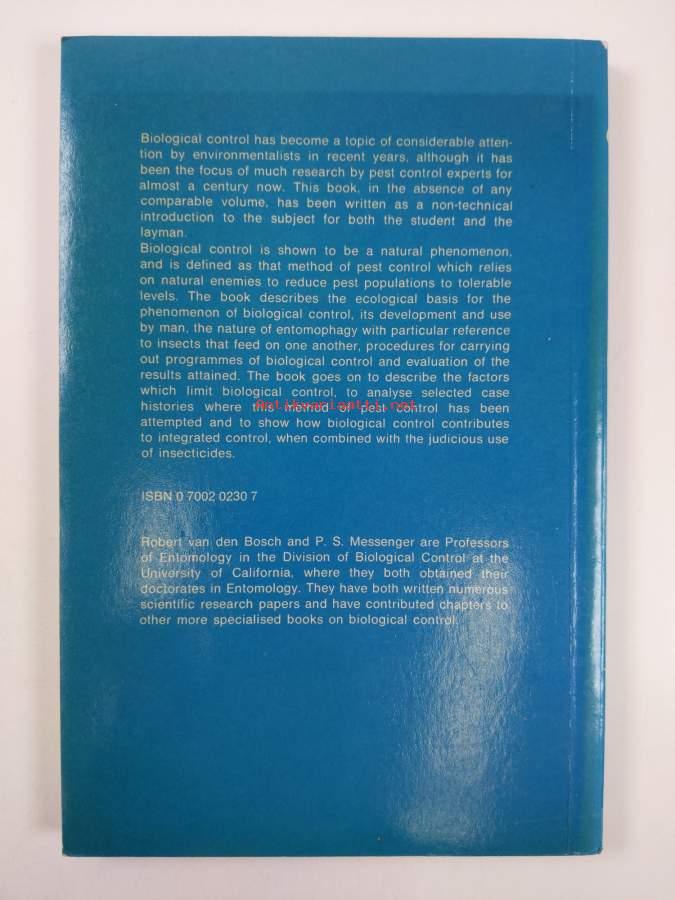 Biological control has become a topic of considerable atten-
tion by environmentalists in recent years, although it has
been the focus of much research by pest control experts for
almost a century now. This book, in the absence of any
comparable volume, has been written as a non-technical
introduction to the subject for both the student and the
layman.
Biological control is shown to be a natural phenomenon,
and is defined as that method of pest control which relies
on natural enemies to reduce pest populations to tolerable
levels. The book describes the ecological basis for the
phenomenon of biological control, its development and use
by man, the nature of entomophagy with particular reference
to insects that feed on one another, procedures for carrying
out programmes of biological control and evaluation of the
results attained. The book goes on to describe the factors
which limit biological control, to analyse selected case
histories where this method of pest control has been
Antikvariaatti.net
attempted and to show how biological control contributes
to integrated control, when combined with the judicious use
of insecticides.
ISBN 0 7002 0230 7
Robert van den Bosch and P. S. Messenger are Professors
of Entomology in the Division of Biological Control at the
University of California, where they both obtained their
doctorates in Entomology. They have both written numerous
scientific research papers and have contributed chapters to
other more specialised books on biological control.